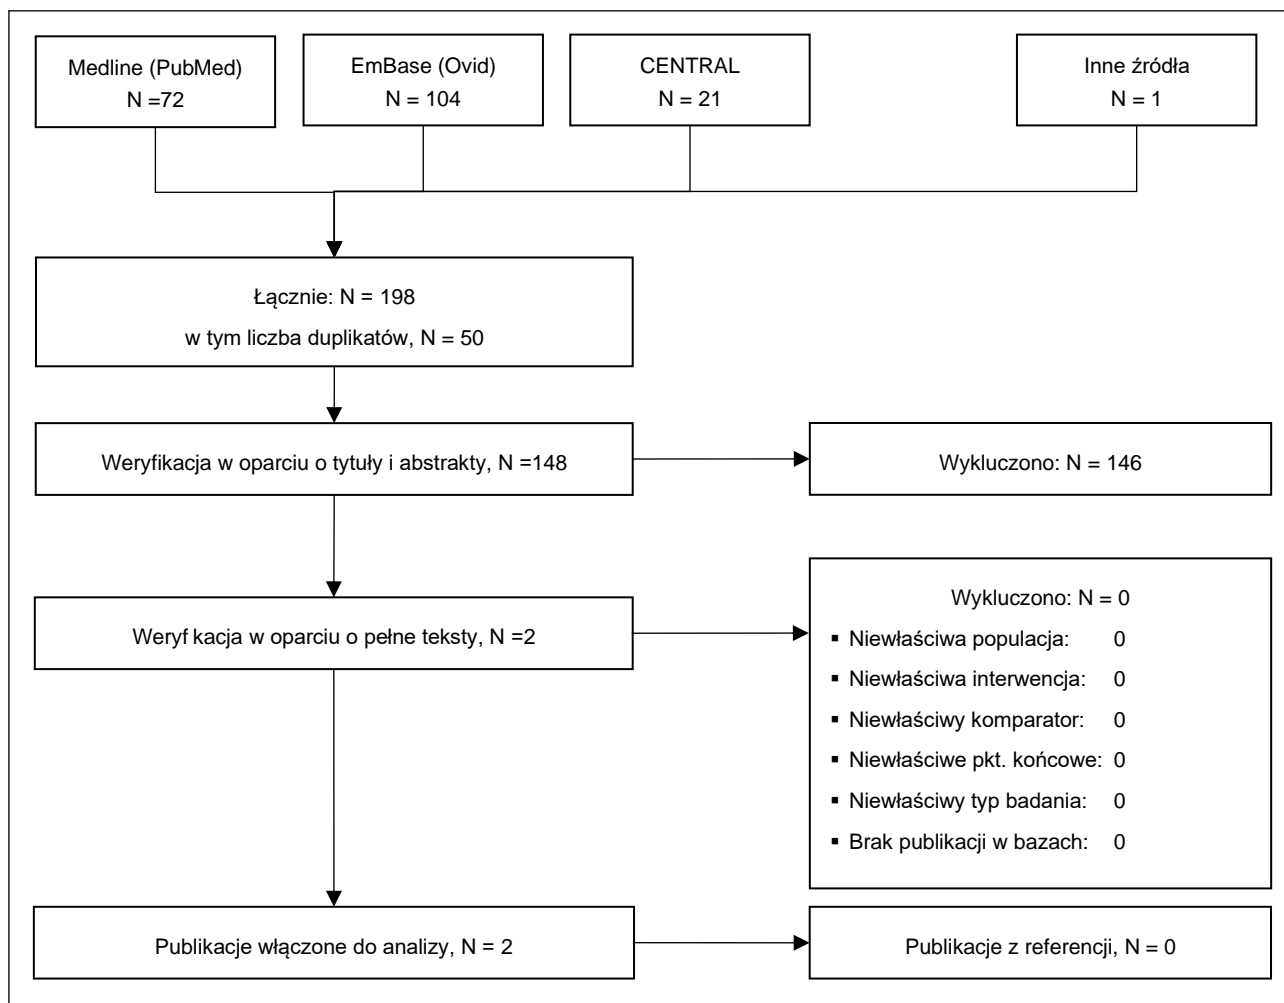 Medline (PubMed)
N =72
EmBase (Ovid)
N = 104
CENTRAL
N = 21
Inne źródła
N = 1
Łącznie: N = 198
w tym liczba duplikatów, N = 50
Weryfikacja w oparciu o tytuły i abstrakty, N =148
Wykluczono: N = 146
Weryf kacja w oparciu o pełne teksty, N =2
Wykluczono: N = 0
▪ Niewłaściwa populacja: 0
▪ Niewłaściwa interwencja: 0
▪ Niewłaściwy komparator: 0
▪ Niewłaściwe pkt. końcowe: 0
▪ Niewłaściwy typ badania: 0
▪ Brak publikacji w bazach: 0
Publikacje włączone do analizy, N = 2
Publikacje z referencji, N = 0